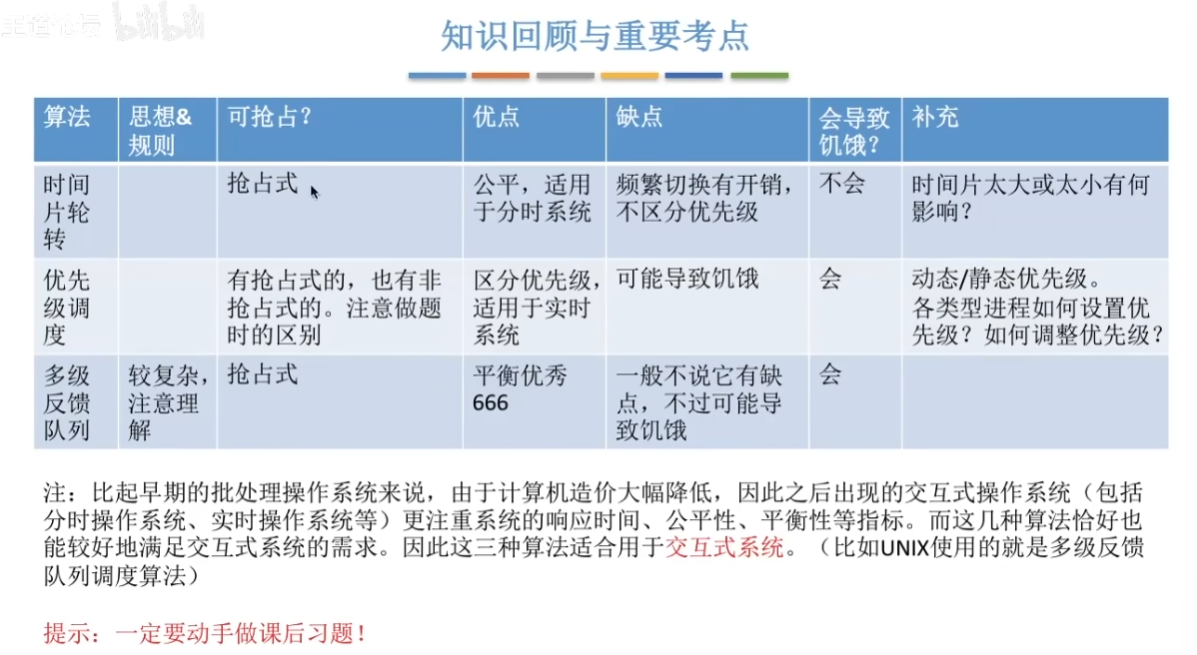 王道论坛 bilibili
知识回顾与重要考点
算法
思想&
规则
可抢占?
优点
缺点
会导致
饥饿?
补充
时间
片轮
转
抢占式
公平，适用
于分时系统
频繁切换有开销，
不区分优先级
不会
时间片太大或太小有何
影响?
优先
级调
度
有抢占式的，也有非
抢占式的。注意做题
时的区别
区分优先级，
适用于实时
系统
可能导致饥饿
会
动态/静态优先级。
各类型进程如何设置优
先级？如何调整优先级？
多级
反馈
队列
较复杂，
注意理
解
抢占式
平衡优秀
666
一般不说它有缺
点，不过可能导
致饥饿
会
注：比起早期的批处理操作系统来说，由于计算机造价大幅降低，因此之后出现的交互式操作系统（包括
分时操作系统、实时操作系统等）更注重系统的响应时间、公平性、平衡性等指标。而这几种算法恰好也
能较好地满足交互式系统的需求。因此这三种算法适合用于交互式系统。（比如UNIX使用的就是多级反馈
队列调度算法）
提示：一定要动手做课后习题！